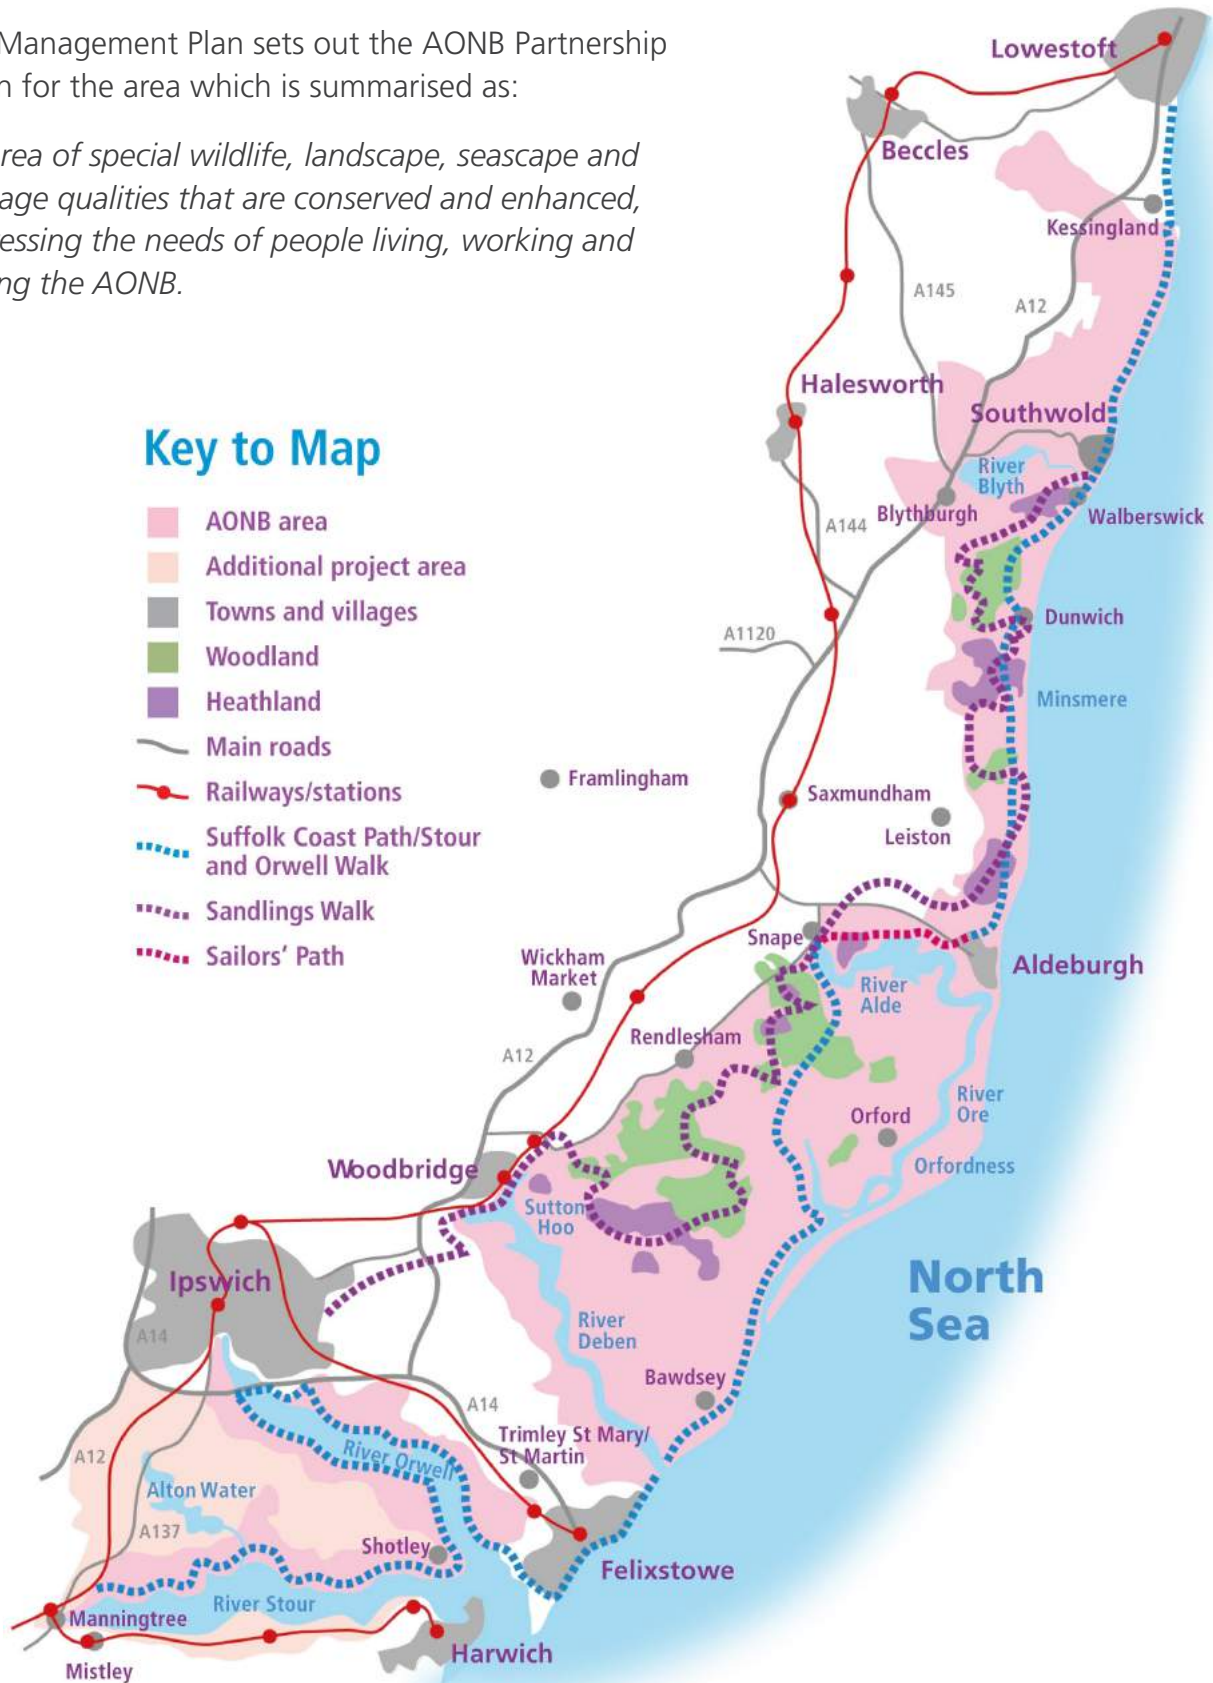 Management Plan sets out the AONB Partnership
n for the area which is summarised as:
rea of special wildlife, landscape, seascape and
age qualities that are conserved and enhanced,
essing the needs of people living, working and
ng the AONB.
Key to Map
AONB area
Additional project area
Towns and villages
Woodland
Heathland
Main roads
Railways/stations
Suffolk Coast Path/Stour
and Orwell Walk
Sandlings Walk
Sailors' Path
Lowestoft
Beccles
Kessingland
A145
A12
Halesworth
Southwold
River
Blyth
Blythburgh
Walberswick
A144
Dunwich
A1120
Minsmere
Framlingham
Saxmundham
Leiston
Snape
Wickham
Market
Aldeburgh
River
Alde
Rendlesham
A12
River
Ore
Orford
Orfordness
Woodbridge
Sutton
Hoo
Ipswich
North
Sea
A14
River
Deben
Bawdsey
A14
Trimley St Mary/
St Martin
River Orwell
A12
Alton Water
A137
Shotley
Felixstowe
River Stour
Manningtree
Harwich
Mistley